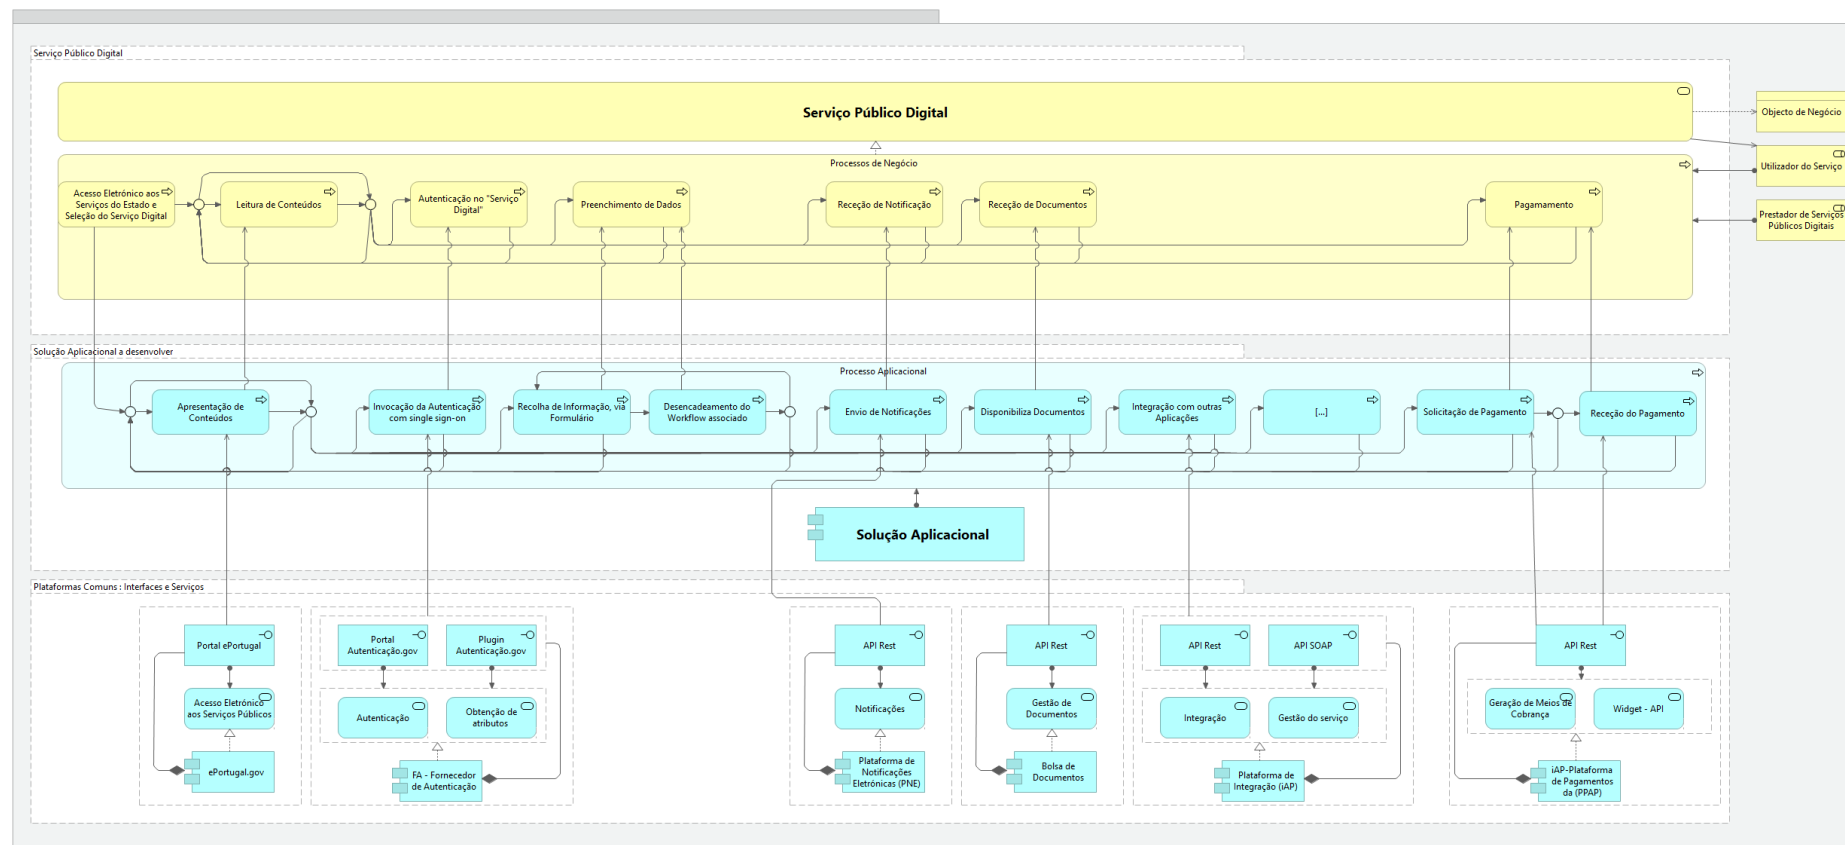 Serviço Público Digital
Serviço Público Digital
Objecto de Negócio
Processos de Negócio
Utilizador do Serviço
Acesso Eletrónico aos
Serviços do Estado e
Seleção do Serviço Digital
Leitura de Conteúdos
Autenticação no "Serviço
Digital"
Preenchimento de Dados
Receção de Notificação
Receção de Documentos
Pagamamento
Prestador de Serviços
Públicos Digitais
Solução Aplicacional a desenvolver
Processo Aplicacional
Apresentação de
Conteúdos
Invocação da Autenticação
com single sign-on
Recolha de Informação, via
Formulário
Desencadeamento do
Workflow associado
Envio de Notificações
Disponibiliza Documentos
Integração com outras
Aplicações
[...]
Solicitação de Pagamento
Receção do Pagamento
Solução Aplicacional
Plataformas Comuns : Interfaces e Serviços
Portal ePortugal
Portal
Autenticação.gov
Plugin
Autenticação.gov
API Rest
API Rest
API Rest
API SOAP
API Rest
Acesso Eletrónico
aos Serviços Públicos
Autenticação
Obtenção de
atributos
Notificações
Gestão de
Documentos
Integração
Gestão do serviço
Geração de Meios de
Cobrança
Widget - API
ePortugal.gov
FA - Fornecedor
de Autenticação
Plataforma de
Notificações
Eletrónicas (PNE)
Bolsa de
Documentos
Plataforma de
Integração (iAP)
iAP-Plataforma
de Pagamentos
da (PPAP)